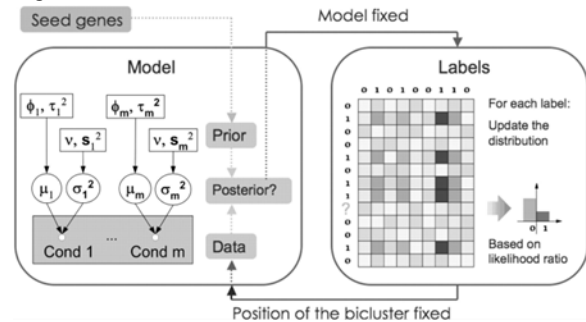 Seed genes
Model fixed
Model
Labels
ϕ₁, τ₁²
ϕₘ, τₘ²
ν, s₁²
ν, sₘ²
μ₁
σ₁²
μₘ
σₘ²
Cond 1 ... Cond m
Prior
Posterior?
Data
0 1 0 1 0 0 1 1 0
0
1
0
0
1
0
1
1
?
0
0
1
0
For each label:
Update the
distribution
0 1
Based on
likelihood ratio
Position of the bicluster fixed